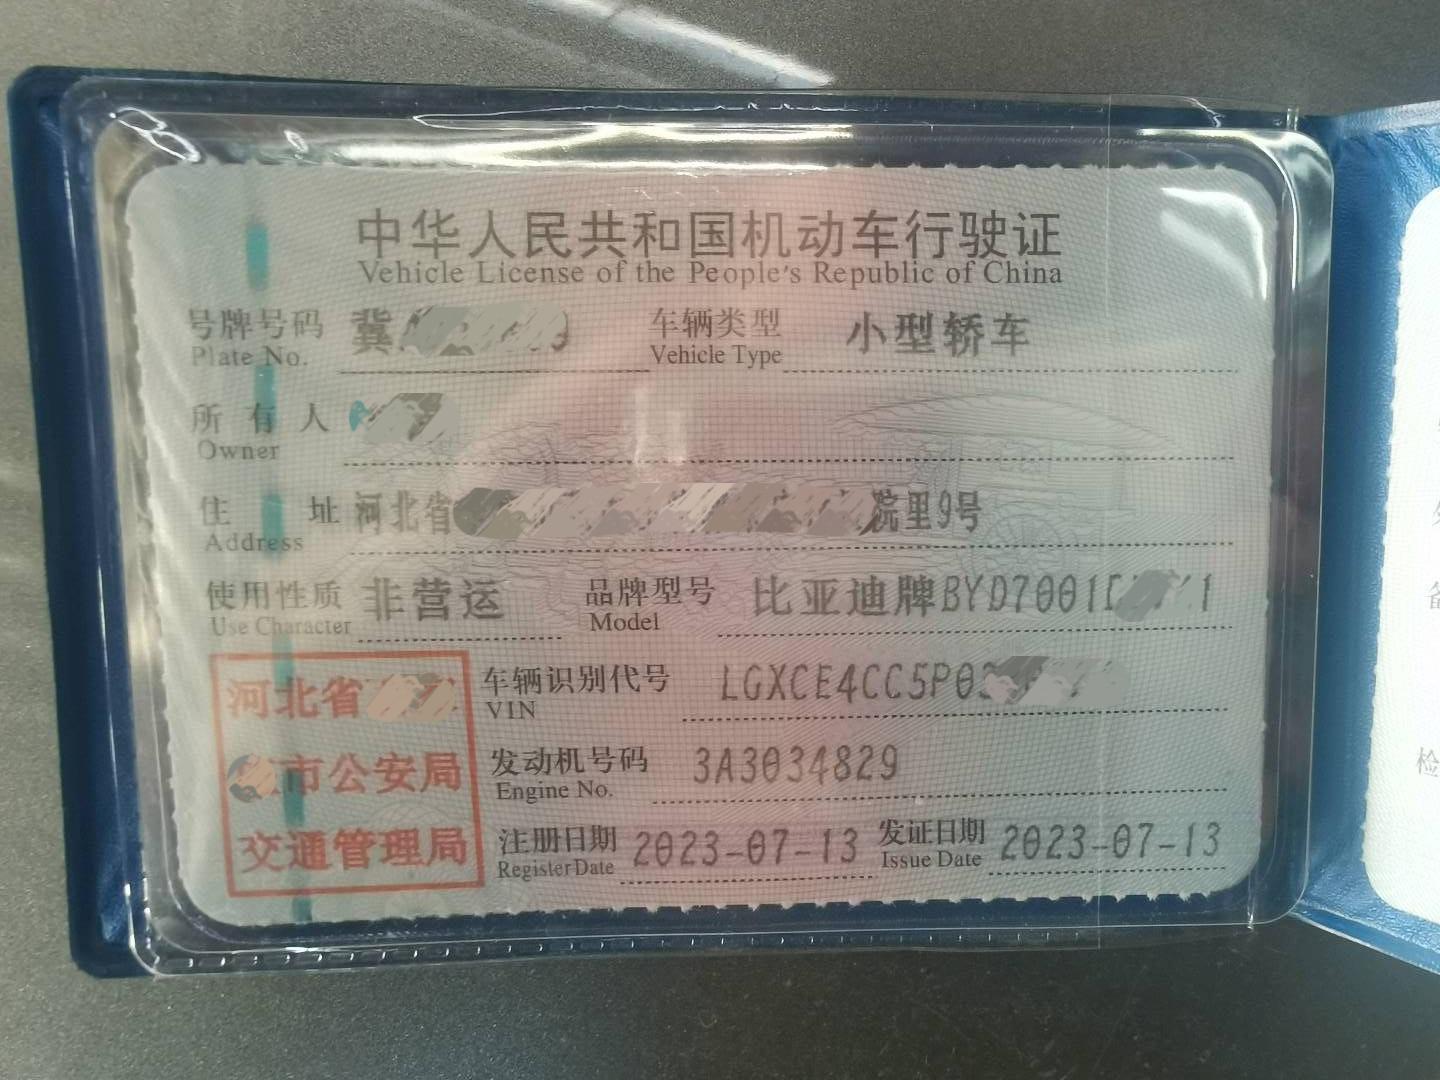 中华人民共和国机动车行驶证
Vehicle License of the People's Republic of China
号牌号码 冀 9 车辆类型 小型轿车
Plate No. Vehicle Type
所有人
Owner
住址 河北省 院里9号
Address
使用性质 非营运 品牌型号 比亚迪牌BYD7001 1
Use Character Model
河北省 车辆识别代号 LGXCE4CC5P03
VIN
市公安局 发动机号码 3A3034829
Engine No.
交通管理局 注册日期 2023-07-13 发证日期 2023-07-13
Register Date Issue Date
检